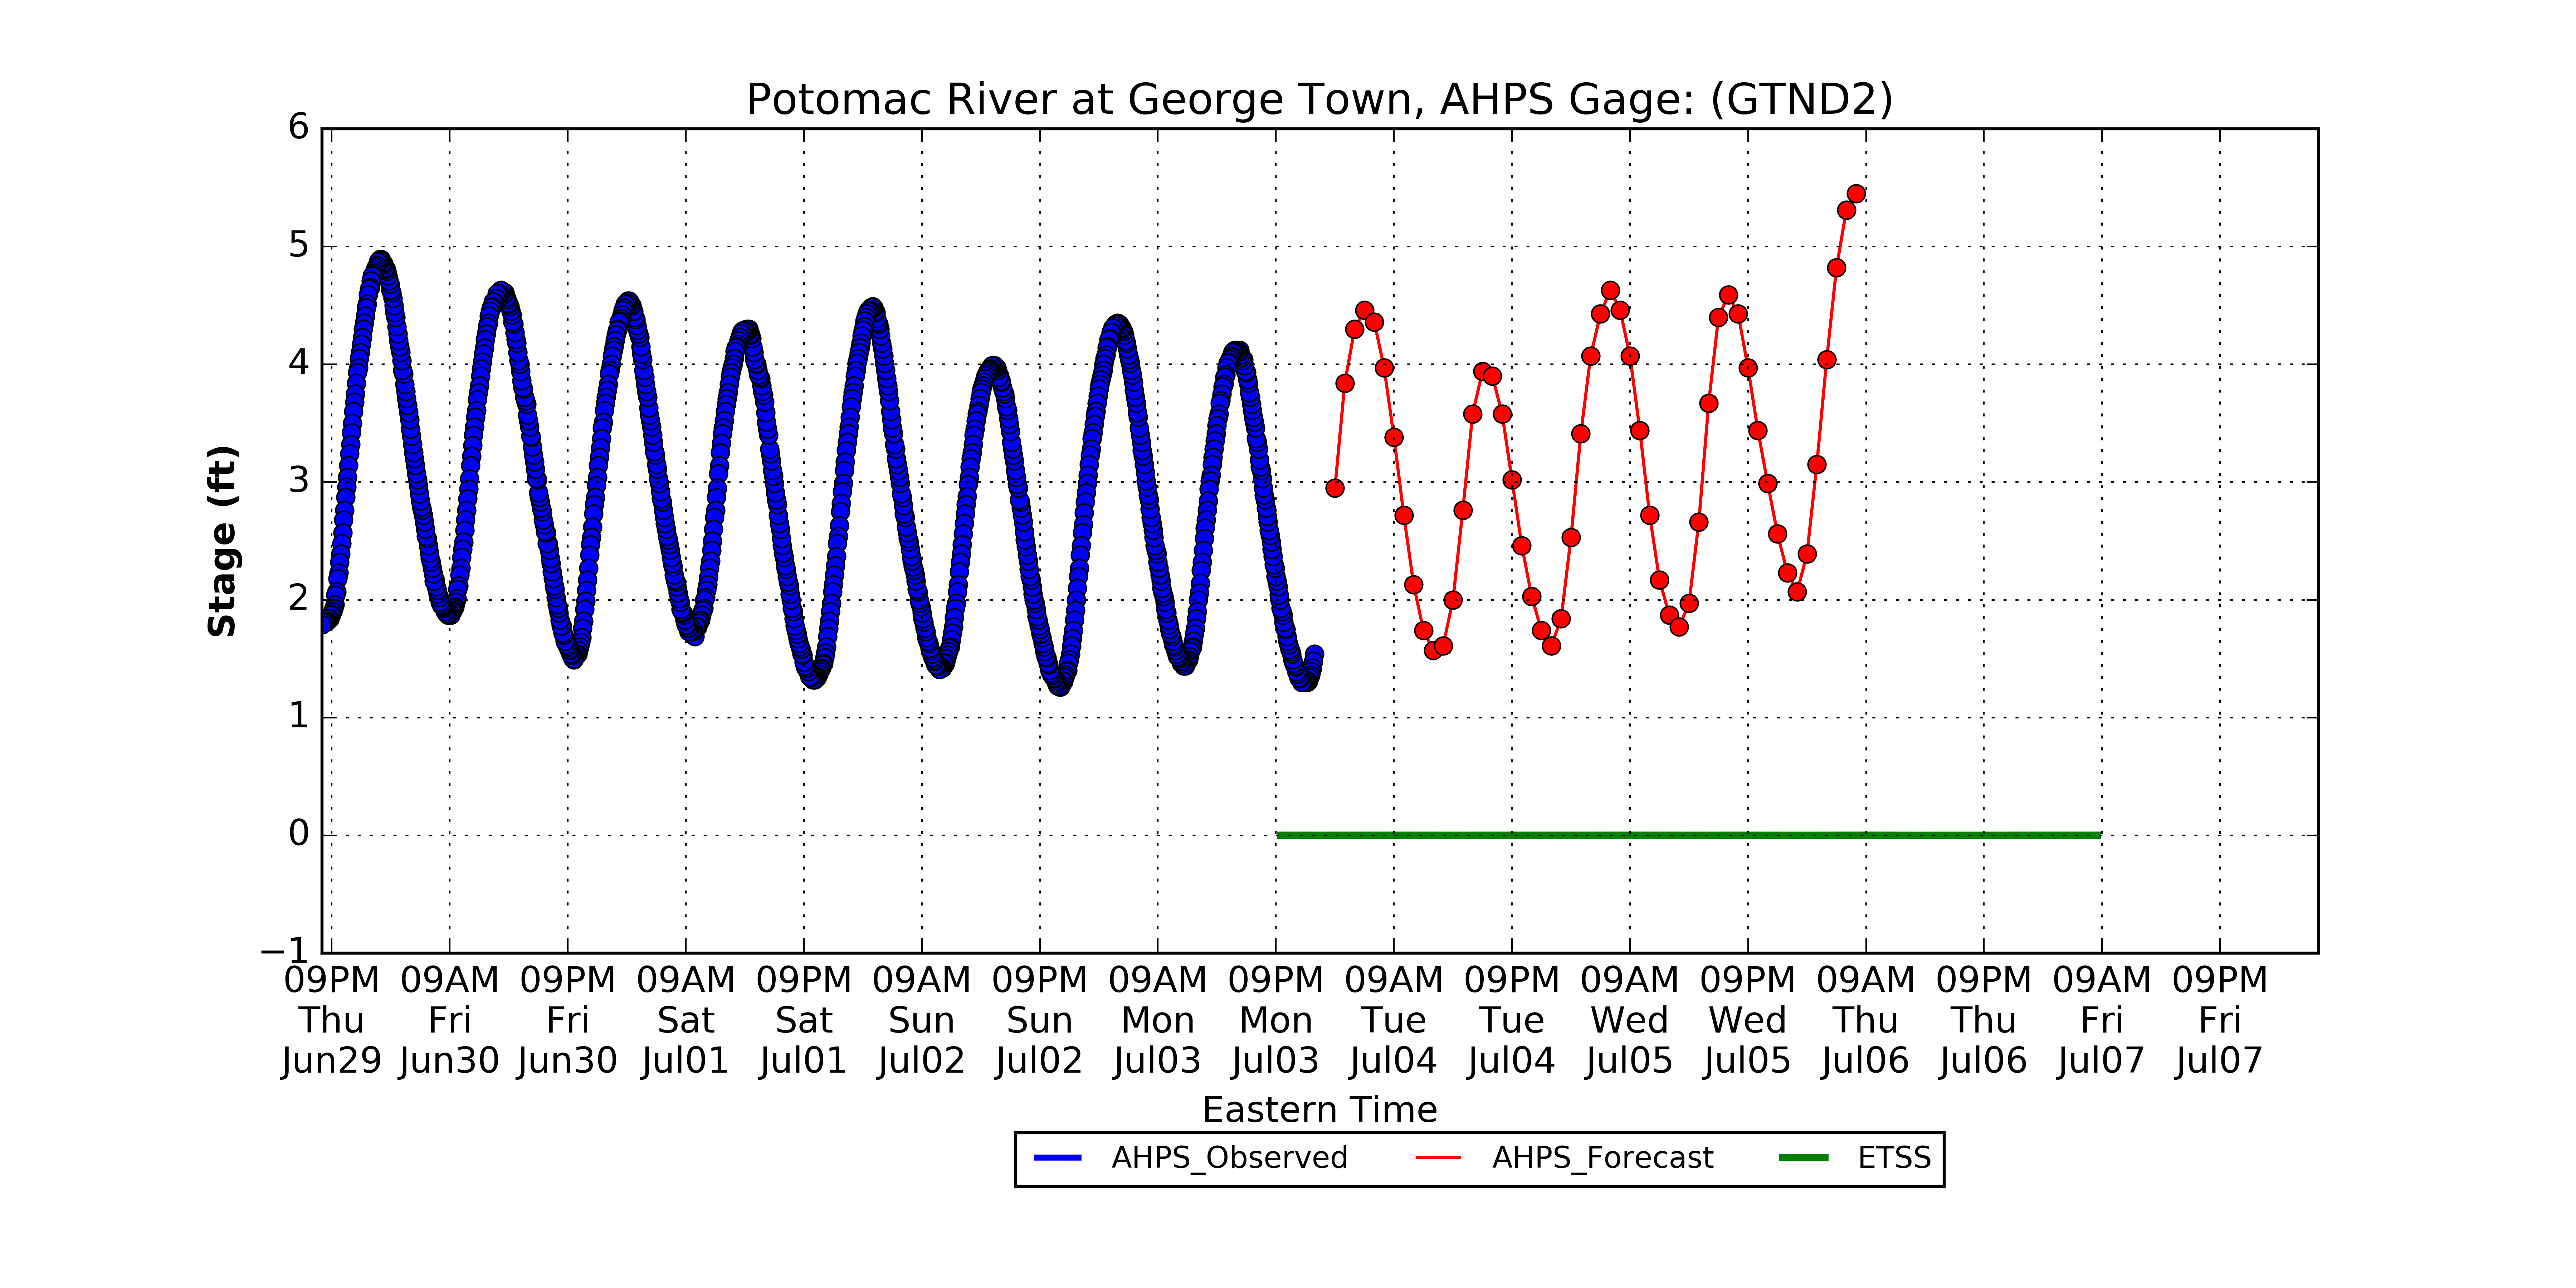 Potomac River at George Town, AHPS Gage: (GTND2)
6
5
4
3
2
1
0
−1
Stage (ft)
09PM 09AM 09PM 09AM 09PM 09AM 09PM 09AM 09PM 09AM 09PM 09AM 09PM 09AM 09PM 09AM 09PM
Thu Fri Fri Sat Sat Sun Sun Mon Mon Tue Tue Wed Wed Thu Thu Fri Fri
Jun29 Jun30 Jun30 Jul01 Jul01 Jul02 Jul02 Jul03 Jul03 Jul04 Jul04 Jul05 Jul05 Jul06 Jul06 Jul07 Jul07
Eastern Time
AHPS_Observed AHPS_Forecast ETSS